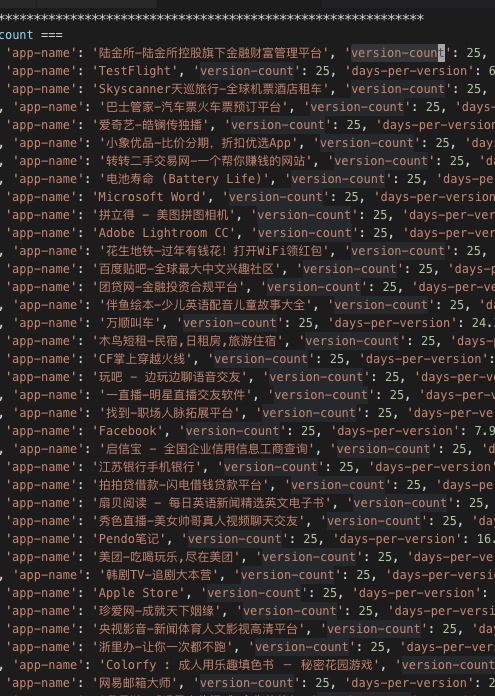 ************************************************************
count ===
'app-name': '陆金所-陆金所控股旗下金融财富管理平台', 'version-count': 25,
'app-name': 'TestFlight', 'version-count': 25, 'days-per-version': 6
'app-name': 'Skyscanner天巡旅行-全球机票酒店租车', 'version-count': 25,
, 'app-name': '巴士管家-汽车票火车票预订平台', 'version-count': 25,
'app-name': '爱奇艺-皓镧传独播', 'version-count': 25, 'days-per-version
, 'app-name': '小象优品-比价分期, 折扣优选App', 'version-count': 25,
, 'app-name': '转转二手交易网—一个帮你赚钱的网站', 'version-count': 25,
, 'app-name': '电池寿命 (Battery Life)', 'version-count': 25, 'days-per
'app-name': 'Microsoft Word', 'version-count': 25, 'days-per-version
'app-name': '拼立得 - 美图拼图相机', 'version-count': 25, 'days-per-ve
'app-name': 'Adobe Lightroom CC', 'version-count': 25, 'days-per-ver
, 'app-name': '花生地铁-过年有钱花! 打开WiFi领红包', 'version-count': 25,
'app-name': '百度贴吧-全球最大中文兴趣社区', 'version-count': 25, 'days-p
'app-name': '团贷网-金融投资合规平台', 'version-count': 25, 'days-per-
, 'app-name': '伴鱼绘本-少儿英语配音儿童故事大全', 'version-count': 25,
, 'app-name': '万顺叫车', 'version-count': 25, 'days-per-version': 24.
'app-name': '木鸟短租-民宿,日租房,旅游住宿', 'version-count': 25, 'days-p
'app-name': 'CF掌上穿越火线', 'version-count': 25, 'days-per-version':
'app-name': '玩吧 - 边玩边聊语音交友', 'version-count': 25, 'days-per-v
, 'app-name': '一直播-明星直播交友软件', 'version-count': 25, 'days-per-
, 'app-name': '找到-职场人脉拓展平台', 'version-count': 25, 'days-per-v
'app-name': 'Facebook', 'version-count': 25, 'days-per-version': 7.9
, 'app-name': '启信宝 - 全国企业信用信息工商查询', 'version-count': 25, 'd
'app-name': '江苏银行手机银行', 'version-count': 25, 'days-per-version'
'app-name': '拍拍贷借款-闪电借钱贷款平台', 'version-count': 25, 'days-pe
'app-name': '扇贝阅读 - 每日英语新闻精选英文电子书', 'version-count': 25,
'app-name': '秀色直播-美女帅哥真人视频聊天交友', 'version-count': 25, 'da
'app-name': 'Pendo笔记', 'version-count': 25, 'days-per-version': 16.
'app-name': '美团-吃喝玩乐,尽在美团', 'version-count': 25, 'days-per-ve
, 'app-name': '韩剧TV-追剧大本营', 'version-count': 25, 'days-per-versi
'app-name': 'Apple Store', 'version-count': 25, 'days-per-version':
'app-name': '珍爱网-成就天下姻缘', 'version-count': 25, 'days-per-versi
'app-name': '央视影音-新闻体育人文影视高清平台', 'version-count': 25, 'da
'app-name': '浙里办-让你一次都不跑', 'version-count': 25, 'days-per-ver
, 'app-name': 'Colorfy : 成人用乐趣填色书 — 秘密花园游戏', 'version-count
'app-name': '网易邮箱大师', 'version-count': 25, 'days-per-version': 2